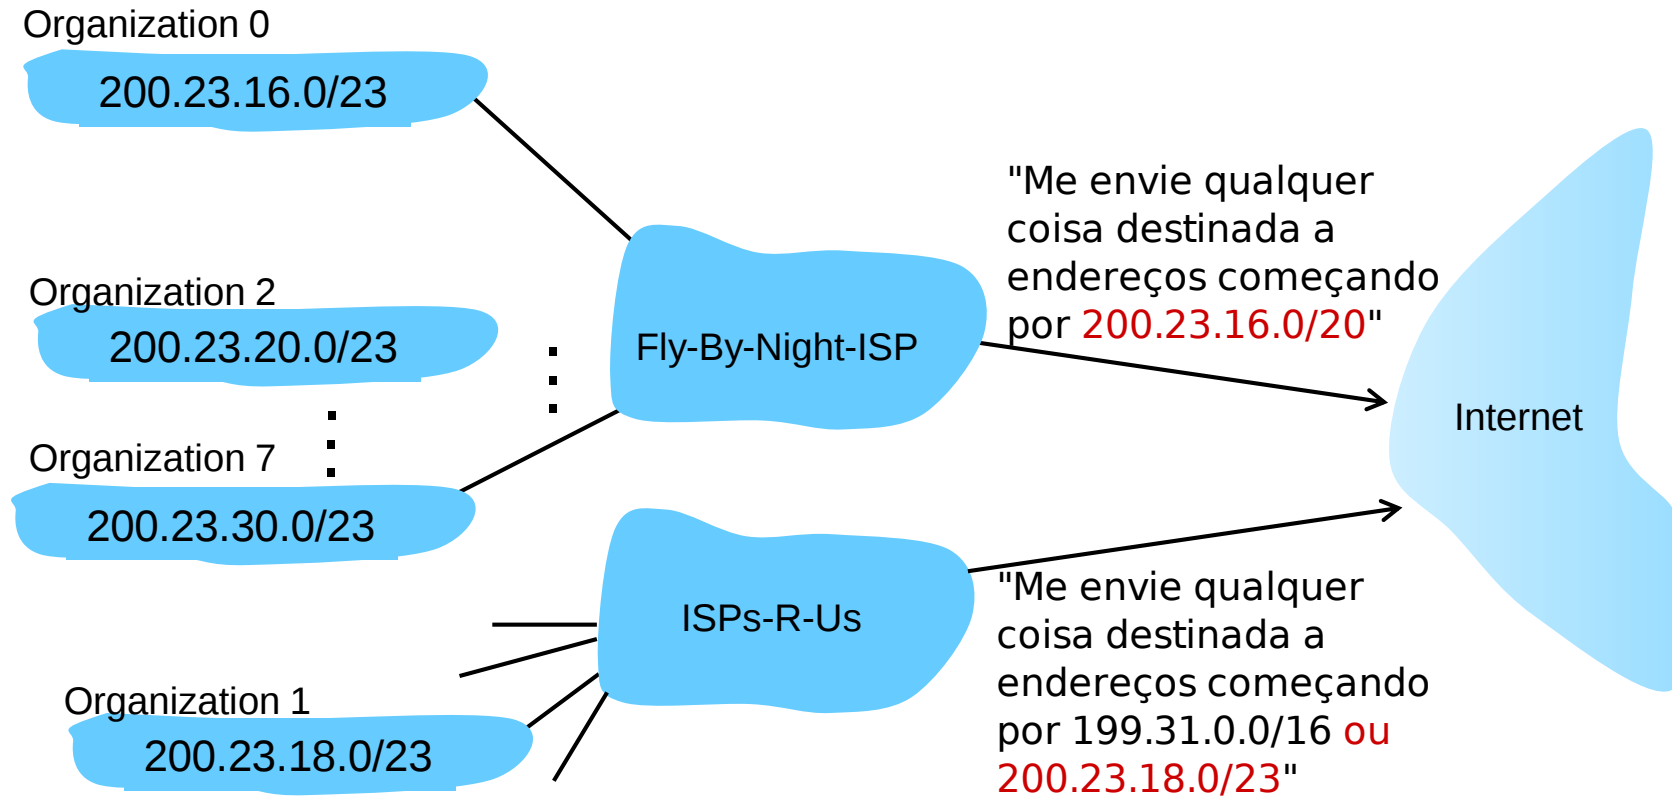 Organization 0
200.23.16.0/23
Organization 2
200.23.20.0/23
Organization 7
200.23.30.0/23
Fly-By-Night-ISP
"Me envie qualquer
coisa destinada a
endereços começando
por 200.23.16.0/20"
Internet
ISPs-R-Us
"Me envie qualquer
coisa destinada a
endereços começando
por 199.31.0.0/16 ou
200.23.18.0/23"
Organization 1
200.23.18.0/23